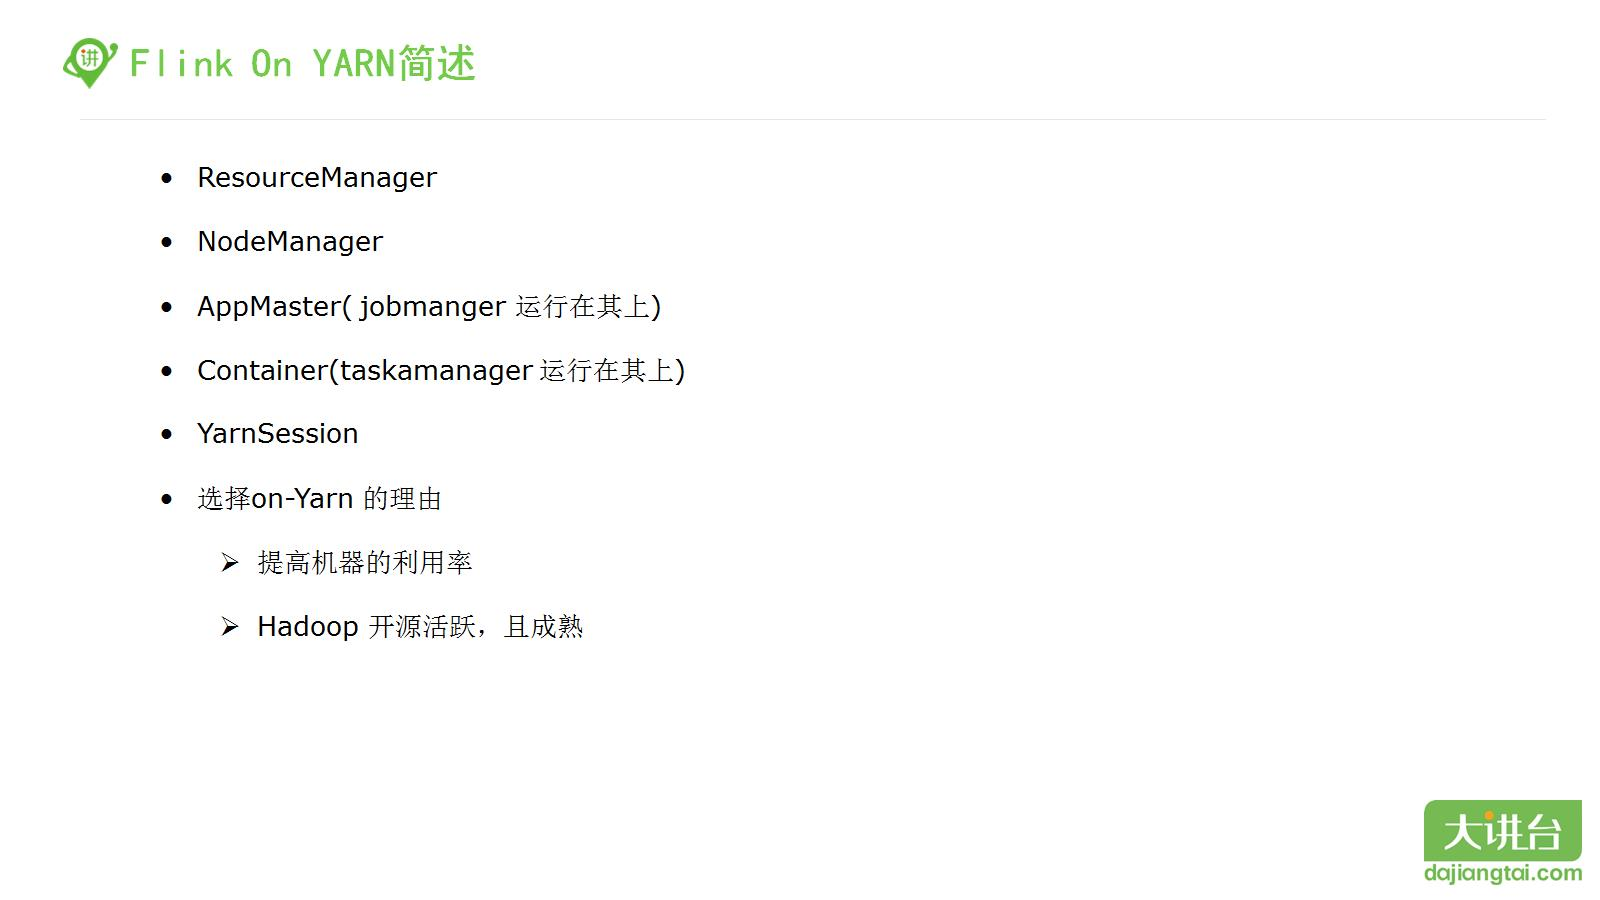 讲
Flink On YARN简述
• ResourceManager
• NodeManager
• AppMaster( jobmanger 运行在其上)
• Container(taskamanager 运行在其上)
• YarnSession
• 选择on-Yarn 的理由
➢ 提高机器的利用率
➢ Hadoop 开源活跃，且成熟
大讲台
dajiangtai.com